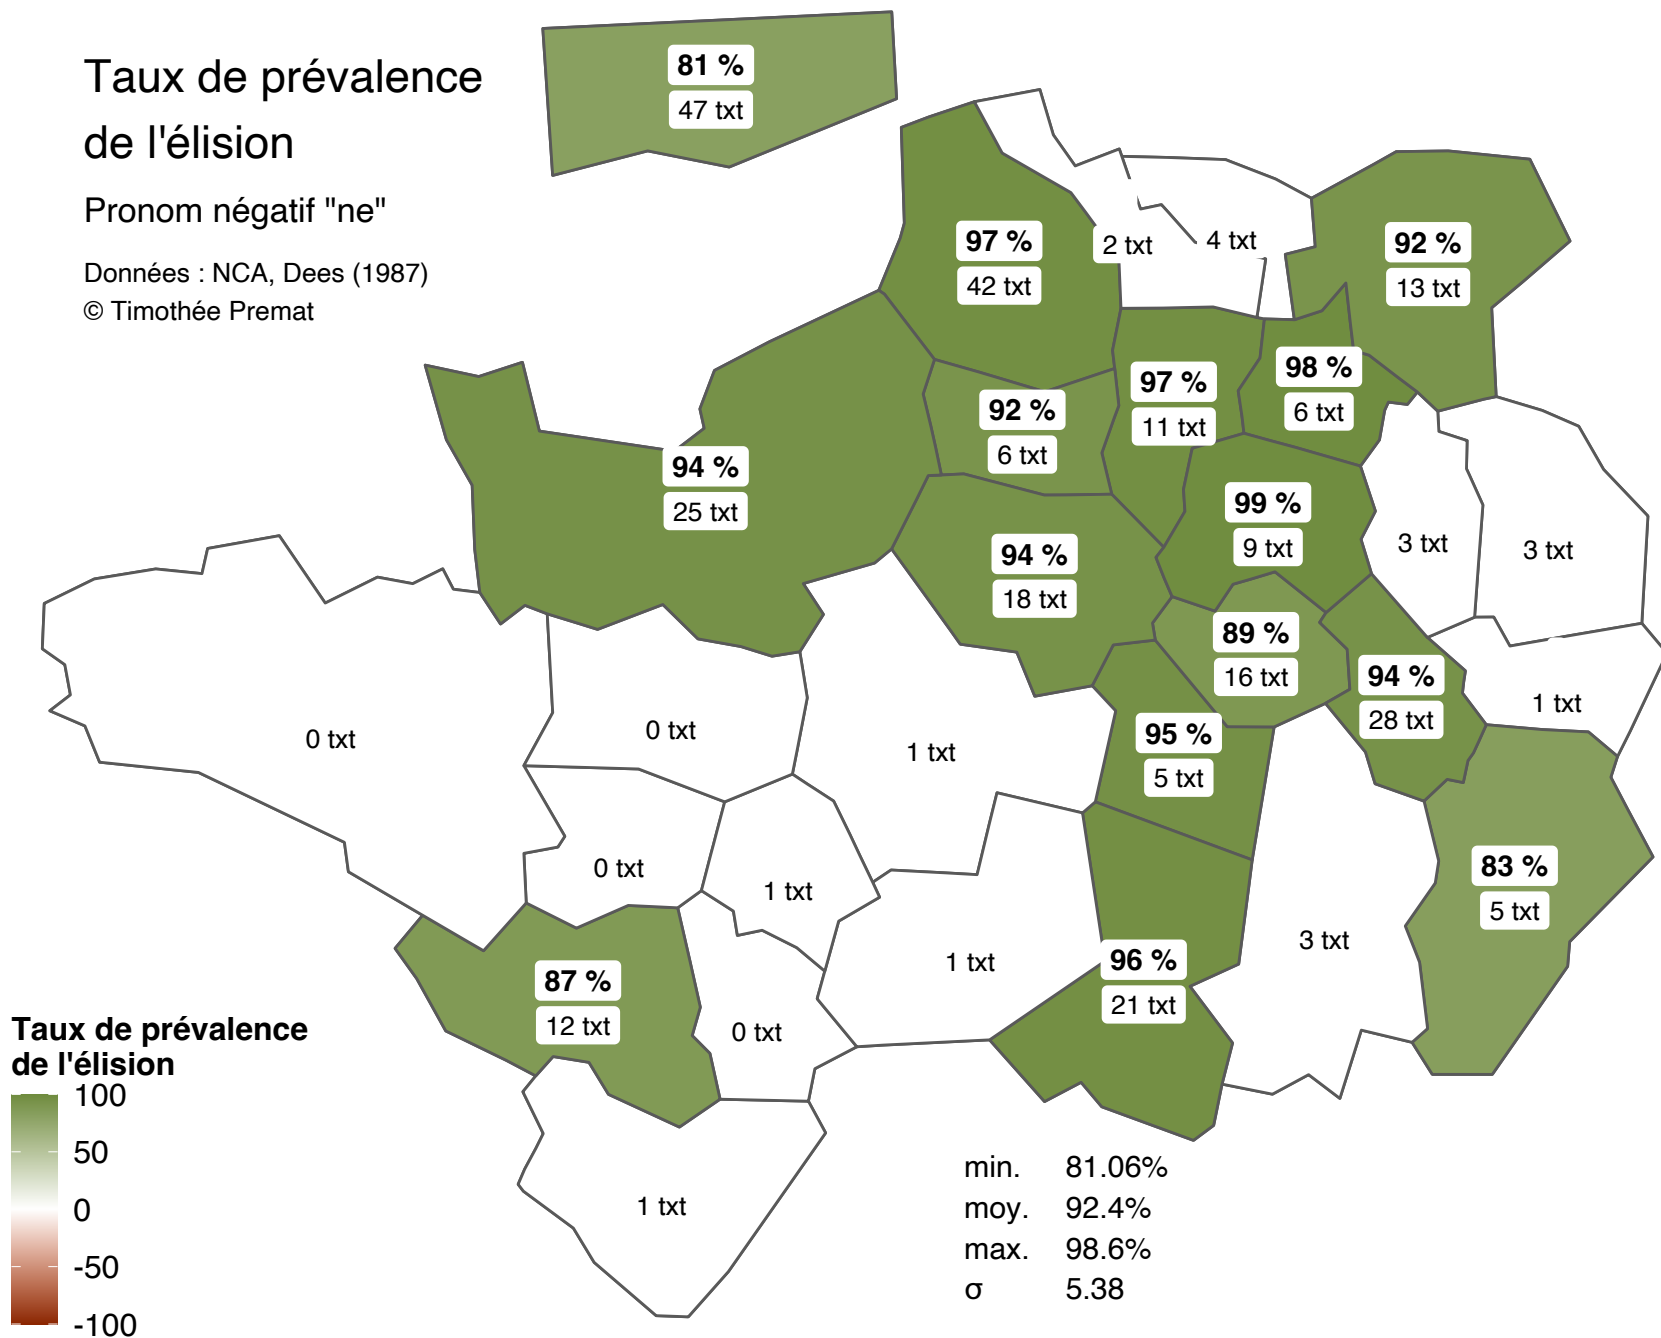 Taux de prévalence
de l'élision
Pronom négatif "ne"
Données : NCA, Dees (1987)
© Timothée Premat
81 %
47 txt
97 %
42 txt
2 txt
4 txt
92 %
13 txt
92 %
6 txt
97 %
11 txt
98 %
6 txt
94 %
25 txt
94 %
18 txt
99 %
9 txt
3 txt
3 txt
89 %
16 txt
94 %
28 txt
1 txt
0 txt
0 txt
1 txt
95 %
5 txt
0 txt
1 txt
83 %
5 txt
87 %
12 txt
0 txt
1 txt
96 %
21 txt
3 txt
1 txt
Taux de prévalence
de l'élision
100
50
0
-50
-100
min. 81.06%
moy. 92.4%
max. 98.6%
σ 5.38